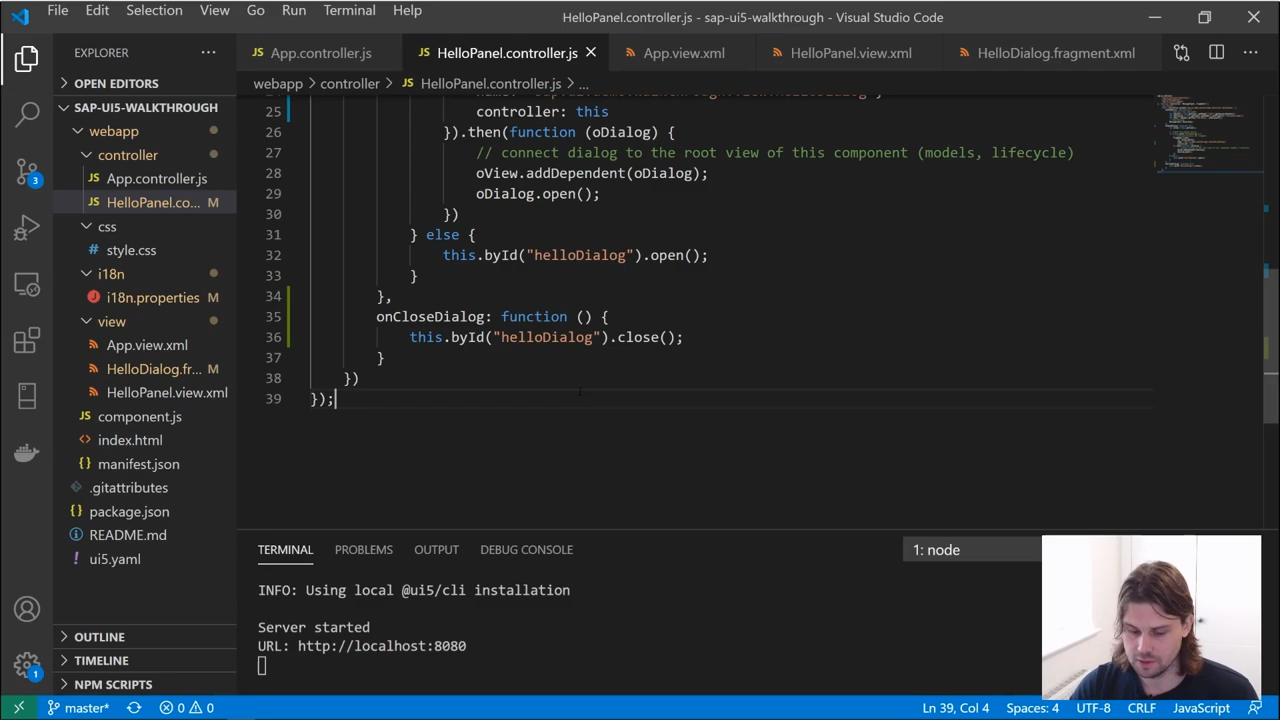 File Edit Selection View Go Run Terminal Help
HelloPanel.controller.js - sap-ui5-walkthrough - Visual Studio Code
EXPLORER
OPEN EDITORS
SAP-UI5-WALKTHROUGH
webapp
controller
JS App.controller.js
JS HelloPanel.co... M
css
# style.css
i18n
i18n.properties M
view
App.view.xml
HelloDialog.fr... M
HelloPanel.view.xml
JS component.js
<> index.html
{} manifest.json
.gitattributes
{} package.json
README.md
! ui5.yaml
OUTLINE
TIMELINE
NPM SCRIPTS
3
1
JS App.controller.js
JS HelloPanel.controller.js
App.view.xml
HelloPanel.view.xml
HelloDialog.fragment.xml
webapp > controller > JS HelloPanel.controller.js > ...
25 controller: this
26 }).then(function (oDialog) {
27 // connect dialog to the root view of this component (models, lifecycle)
28 oView.addDependent(oDialog);
29 oDialog.open();
30 })
31 } else {
32 this.byId("helloDialog").open();
33 }
34 },
35 onCloseDialog: function () {
36 this.byId("helloDialog").close();
37 }
38 })
39 });
TERMINAL PROBLEMS OUTPUT DEBUG CONSOLE
1: node
INFO: Using local @ui5/cli installation
Server started
URL: http://localhost:8080
master* 0 0 Ln 39, Col 4 Spaces: 4 UTF-8 CRLF JavaScript